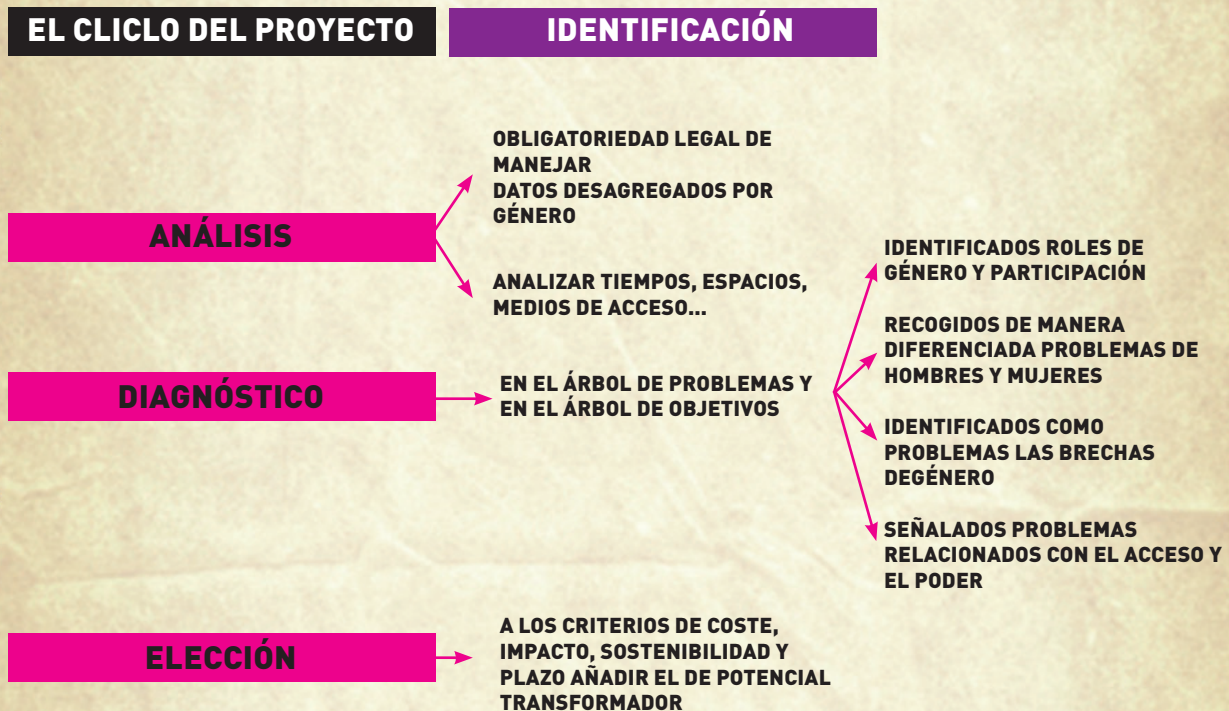 EL CLICLO DEL PROYECTO
IDENTIFICACIÓN
ANÁLISIS
OBLIGATORIEDAD LEGAL DE
MANEJAR
DATOS DESAGREGADOS POR
GÉNERO
ANALIZAR TIEMPOS, ESPACIOS,
MEDIOS DE ACCESO...
DIAGNÓSTICO
EN EL ÁRBOL DE PROBLEMAS Y
EN EL ÁRBOL DE OBJETIVOS
IDENTIFICADOS ROLES DE
GÉNERO Y PARTICIPACIÓN
RECOGIDOS DE MANERA
DIFERENCIADA PROBLEMAS DE
HOMBRES Y MUJERES
IDENTIFICADOS COMO
PROBLEMAS LAS BRECHAS
DEGÉNERO
SEÑALADOS PROBLEMAS
RELACIONADOS CON EL ACCESO Y
EL PODER
ELECCIÓN
A LOS CRITERIOS DE COSTE,
IMPACTO, SOSTENIBILIDAD Y
PLAZO AÑADIR EL DE POTENCIAL
TRANSFORMADOR